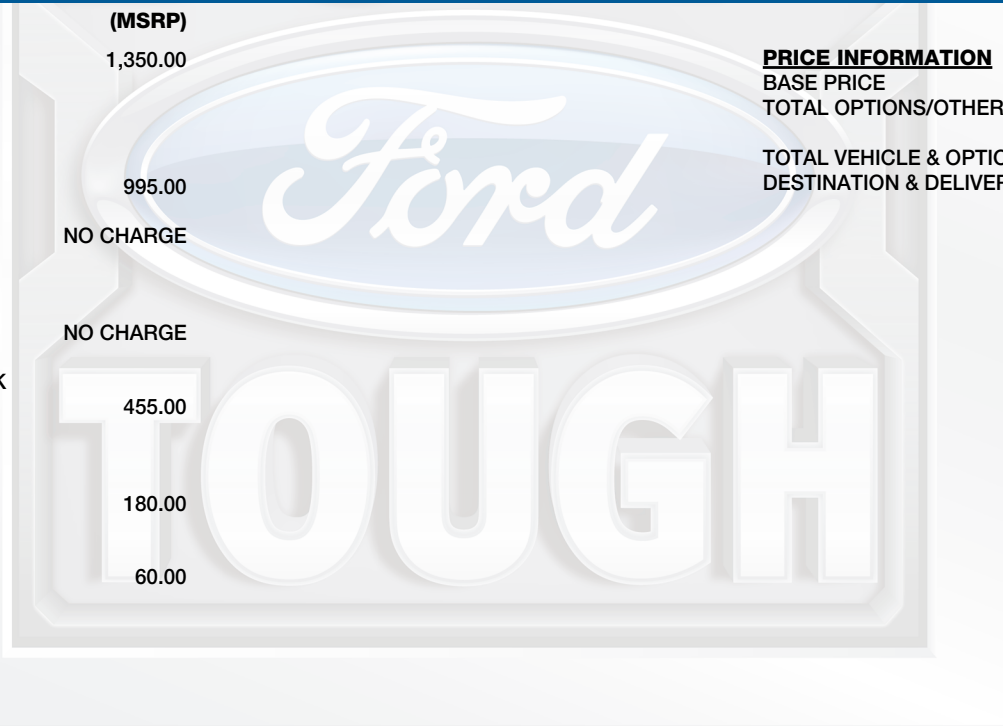 (MSRP)
1,350.00
995.00
NO CHARGE
NO CHARGE
K
455.00
180.00
60.00
PRICE INFORMATION
BASE PRICE
TOTAL OPTIONS/OTHER
TOTAL VEHICLE & OPTIO
DESTINATION & DELIVER
Ford
TOUGH